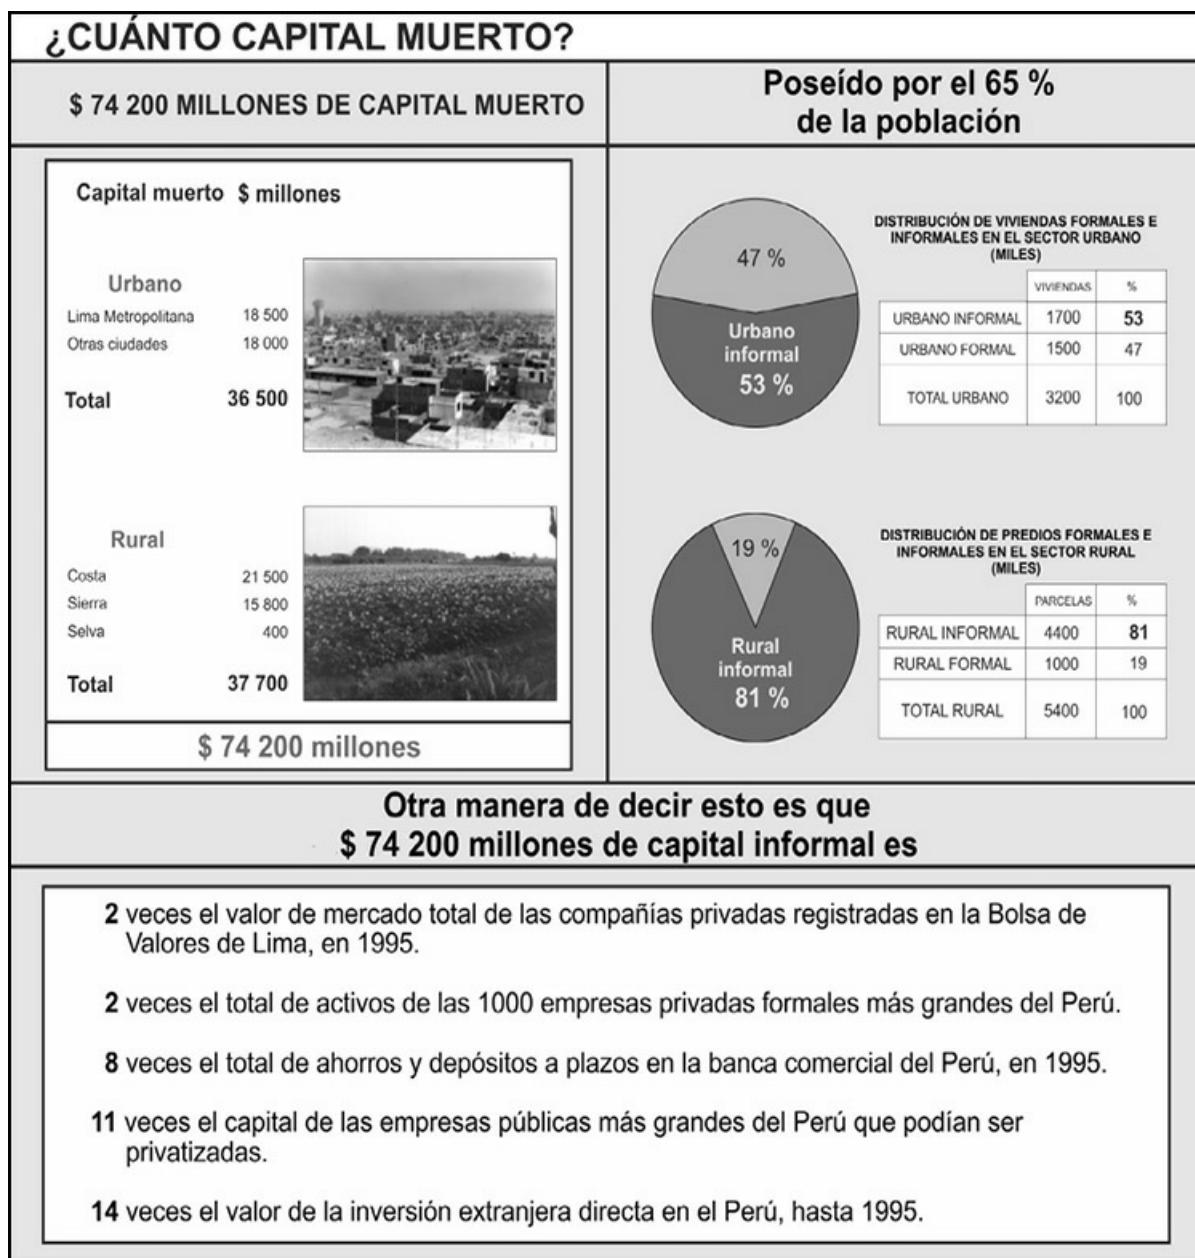 ¿CUÁNTO CAPITAL MUERTO?
$ 74 200 MILLONES DE CAPITAL MUERTO
Poseído por el 65 %
de la población
Capital muerto $ millones
Urbano
Lima Metropolitana 18 500
Otras ciudades 18 000
Total 36 500
Rural
Costa 21 500
Sierra 15 800
Selva 400
Total 37 700
$ 74 200 millones
47 %
Urbano
informal
53 %
DISTRIBUCIÓN DE VIVIENDAS FORMALES E
INFORMALES EN EL SECTOR URBANO
(MILES)
VIVIENDAS %
URBANO INFORMAL 1700 53
URBANO FORMAL 1500 47
TOTAL URBANO 3200 100
19 %
Rural
informal
81 %
DISTRIBUCIÓN DE PREDIOS FORMALES E
INFORMALES EN EL SECTOR RURAL
(MILES)
PARCELAS %
RURAL INFORMAL 4400 81
RURAL FORMAL 1000 19
TOTAL RURAL 5400 100
Otra manera de decir esto es que
$ 74 200 millones de capital informal es
2 veces el valor de mercado total de las compañías privadas registradas en la Bolsa de
Valores de Lima, en 1995.
2 veces el total de activos de las 1000 empresas privadas formales más grandes del Perú.
8 veces el total de ahorros y depósitos a plazos en la banca comercial del Perú, en 1995.
11 veces el capital de las empresas públicas más grandes del Perú que podían ser
privatizadas.
14 veces el valor de la inversión extranjera directa en el Perú, hasta 1995.